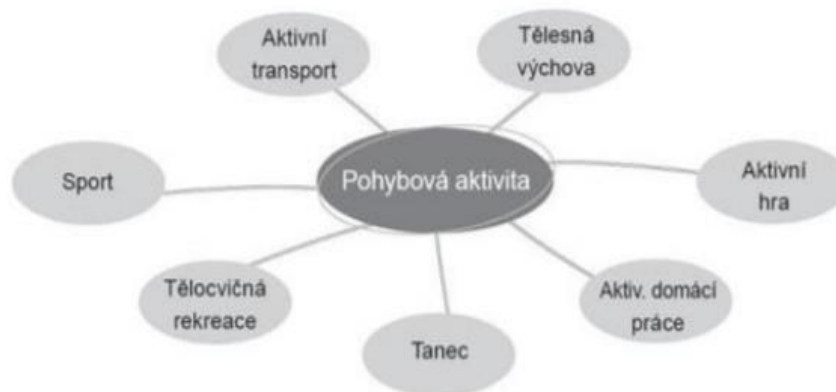 Aktivní
transport
Tělesná
výchova
Sport
Pohybová aktivita
Aktivní
hra
Tělocvičná
rekreace
Tanec
Aktiv. domácí
práce